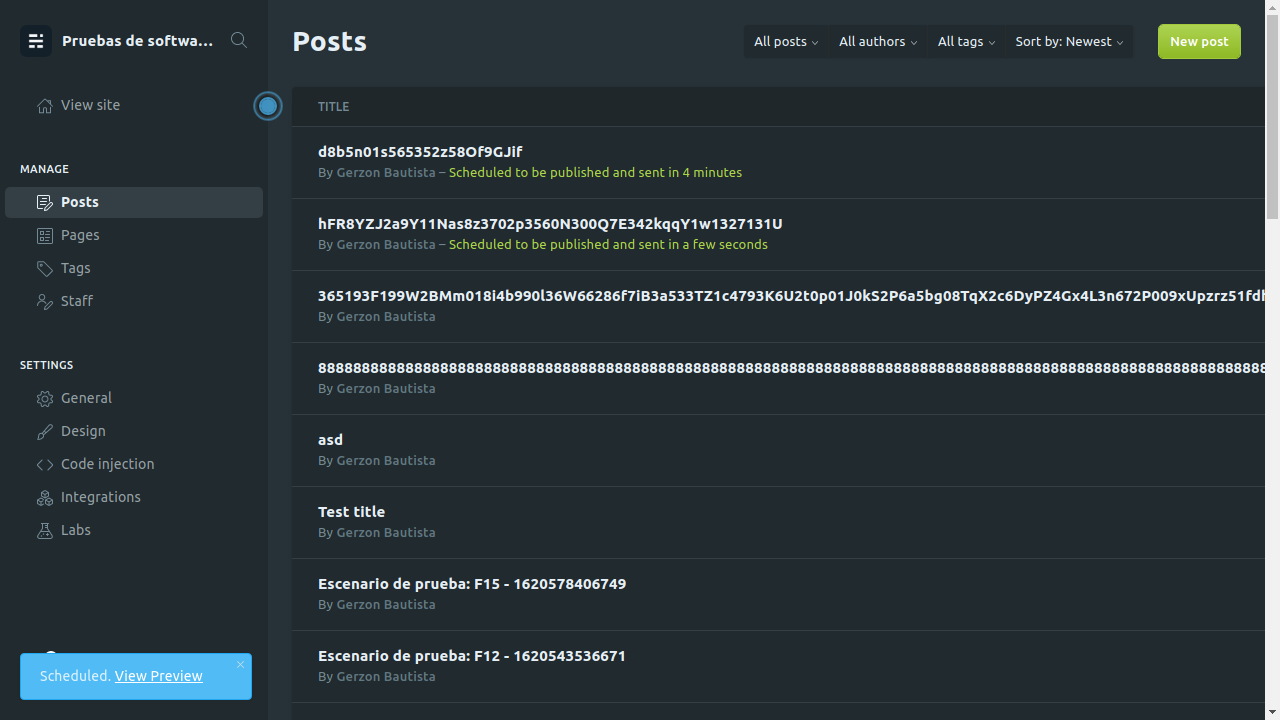 Pruebas de softwa...
View site
MANAGE
Posts
Pages
Tags
Staff
SETTINGS
General
Design
Code injection
Integrations
Labs
Scheduled. View Preview
Posts
All posts
All authors
All tags
Sort by: Newest
New post
TITLE
d8b5n01s565352z58Of9GJif
By Gerzon Bautista – Scheduled to be published and sent in 4 minutes
hFR8YZJ2a9Y11Nas8z3702p3560N300Q7E342kqqY1w1327131U
By Gerzon Bautista – Scheduled to be published and sent in a few seconds
365193F199W2BMm018i4b990l36W66286f7iB3a533TZ1c4793K6U2t0p01J0kS2P6a5bg08TqX2c6DyPZ4Gx4L3n672P009xUpzrz51fdh
By Gerzon Bautista
By Gerzon Bautista
asd
By Gerzon Bautista
Test title
By Gerzon Bautista
Escenario de prueba: F15 - 1620578406749
By Gerzon Bautista
Escenario de prueba: F12 - 1620543536671
By Gerzon Bautista